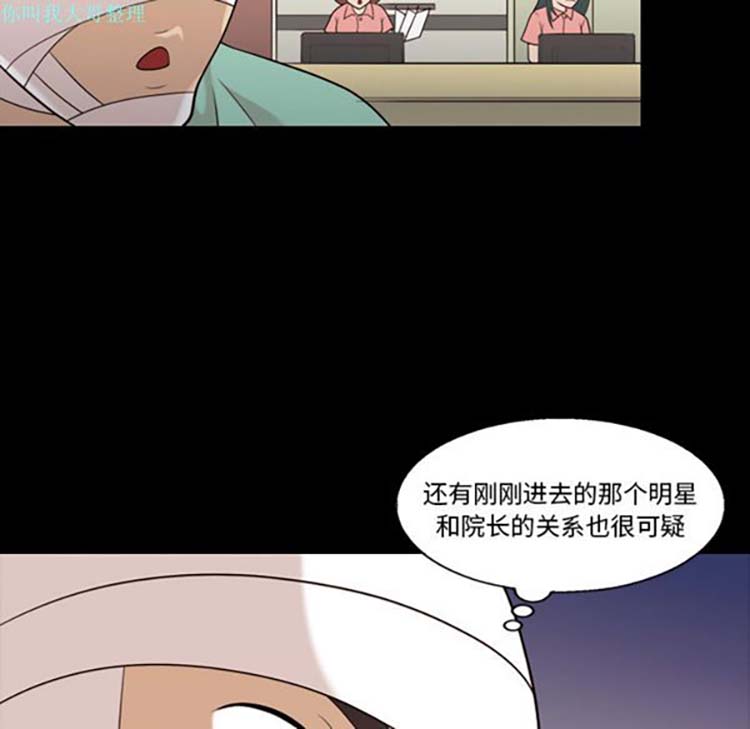 你叫我大哥整理
还有刚刚进去的那个明星
和院长的关系也很可疑